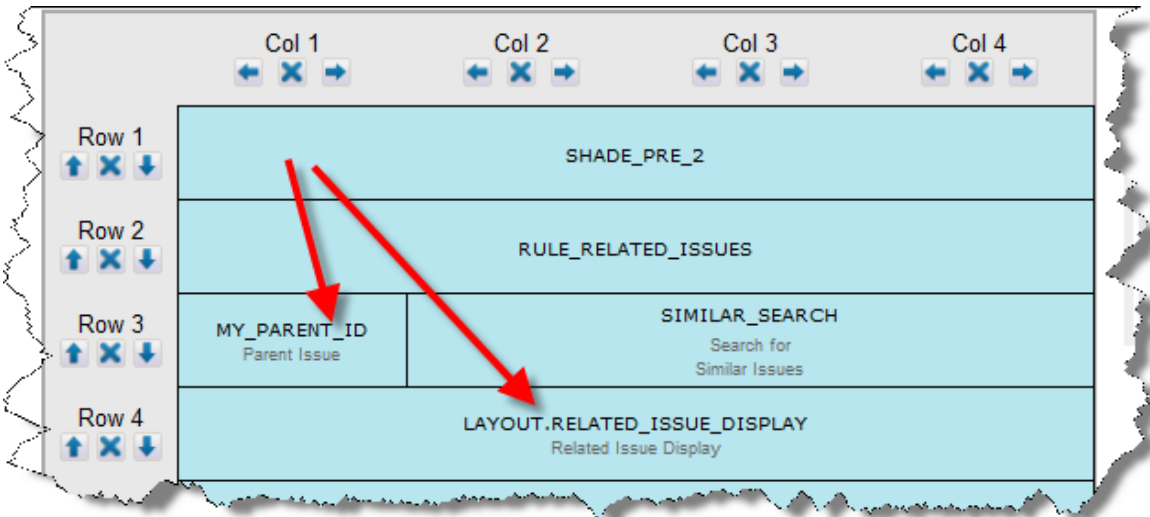 Col 1 Col 2 Col 3 Col 4
Row 1
SHADE_PRE_2
Row 2
RULE_RELATED_ISSUES
Row 3
MY_PARENT_ID
Parent Issue
SIMILAR_SEARCH
Search for
Similar Issues
Row 4
LAYOUT.RELATED_ISSUE_DISPLAY
Related Issue Display